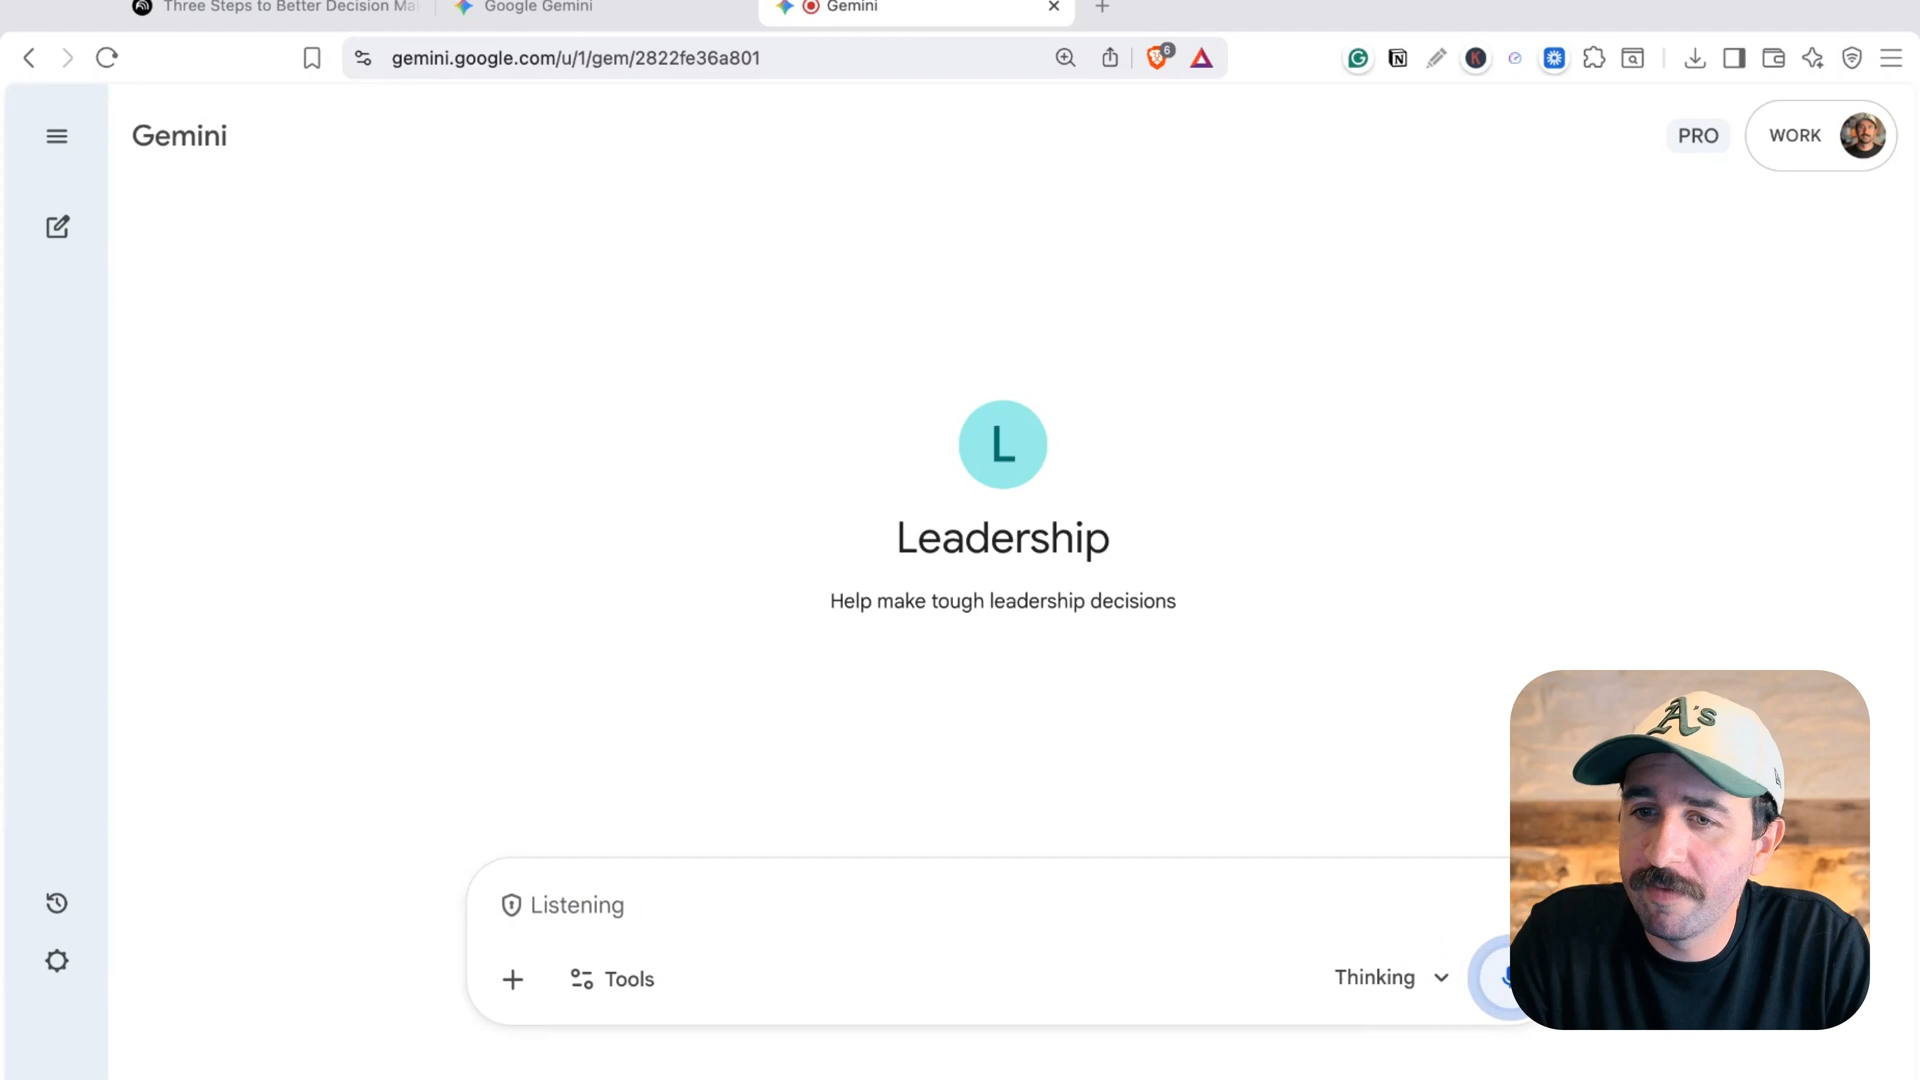 Three Steps to Better Decision Ma
Google Gemini
Gemini
gemini.google.com/u/1/gem/2822fe36a801
6
K
Gemini
PRO
WORK
L
Leadership
Help make tough leadership decisions
A's
Listening
Tools
Thinking